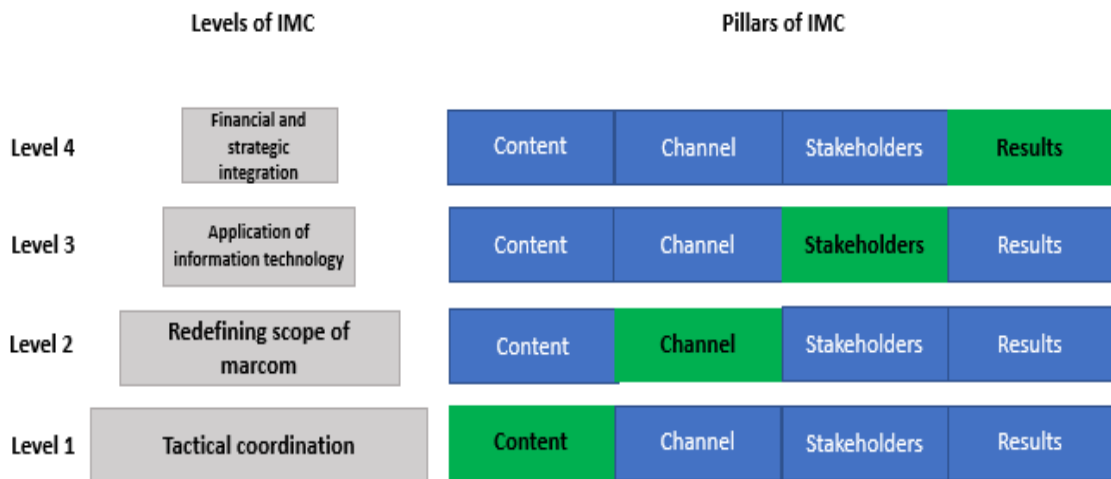 Levels of IMC
Pillars of IMC
Level 4
Financial and
strategic
integration
Content
Channel
Stakeholders
Results
Level 3
Application of
information technology
Content
Channel
Stakeholders
Results
Level 2
Redefining scope of
marcom
Content
Channel
Stakeholders
Results
Level 1
Tactical coordination
Content
Channel
Stakeholders
Results